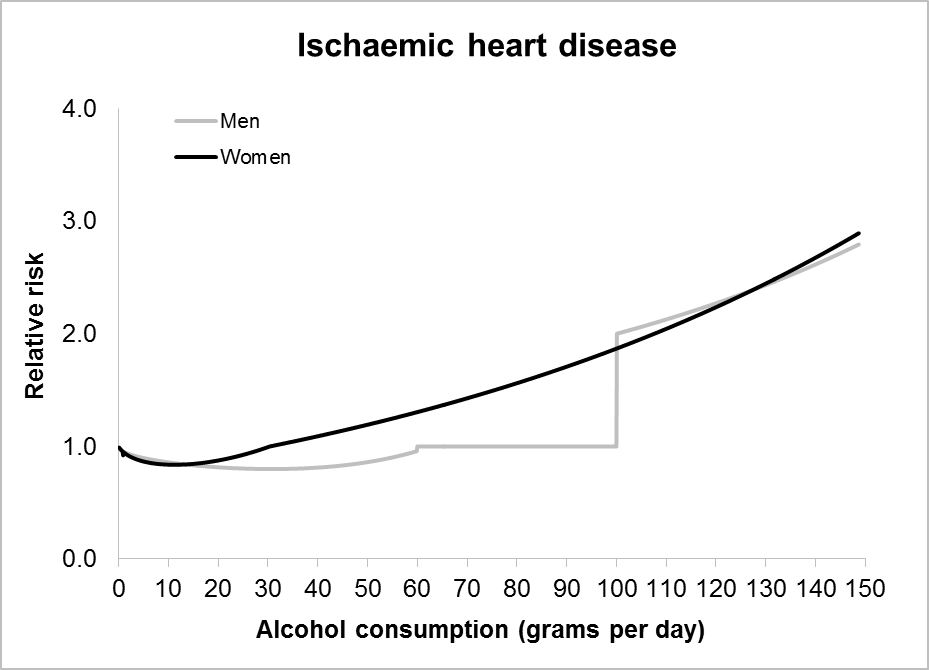 Ischaemic heart disease
4.0
Men
Women
3.0
2.0
1.0
0.0
Relative risk
0 10 20 30 40 50 60 70 80 90 100 110 120 130 140 150
Alcohol consumption (grams per day)